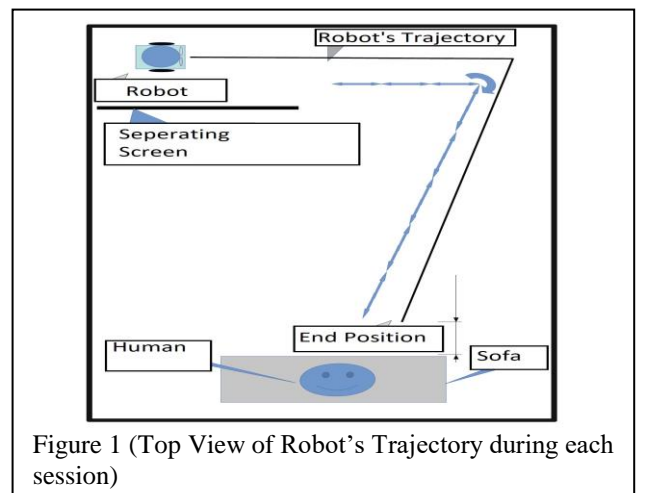 Robot's Trajectory
Robot
Seperating
Screen
End Position
Human
Sofa
Figure 1 (Top View of Robot’s Trajectory during each
session)